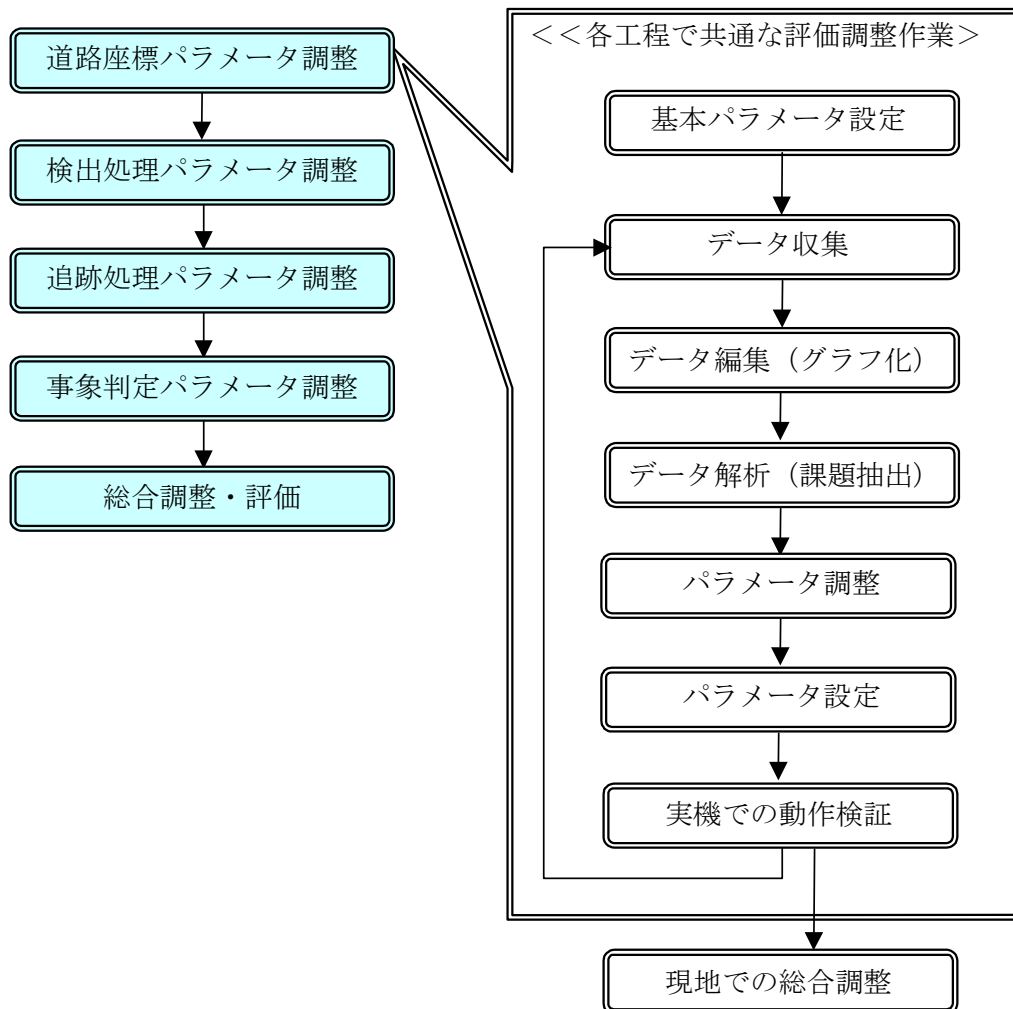 道路座標パラメータ調整
検出処理パラメータ調整
追跡処理パラメータ調整
事象判定パラメータ調整
総合調整・評価
＜＜各工程で共通な評価調整作業＞
基本パラメータ設定
データ収集
データ編集（グラフ化）
データ解析（課題抽出）
パラメータ調整
パラメータ設定
実機での動作検証
現地での総合調整